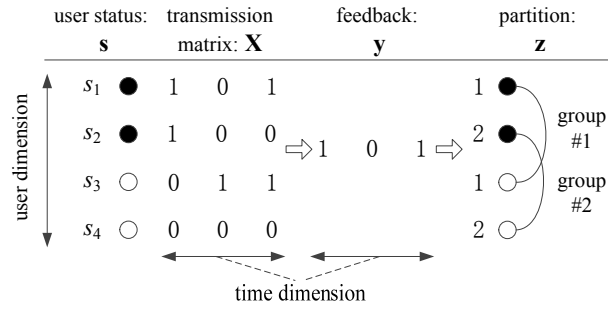 user status: transmission feedback: partition:
s matrix: X y z
s1 1 0 1 1
s2 1 0 0 2 group
1 0 1 #1
s3 0 1 1 1 group
#2
s4 0 0 0 2
user dimension
time dimension